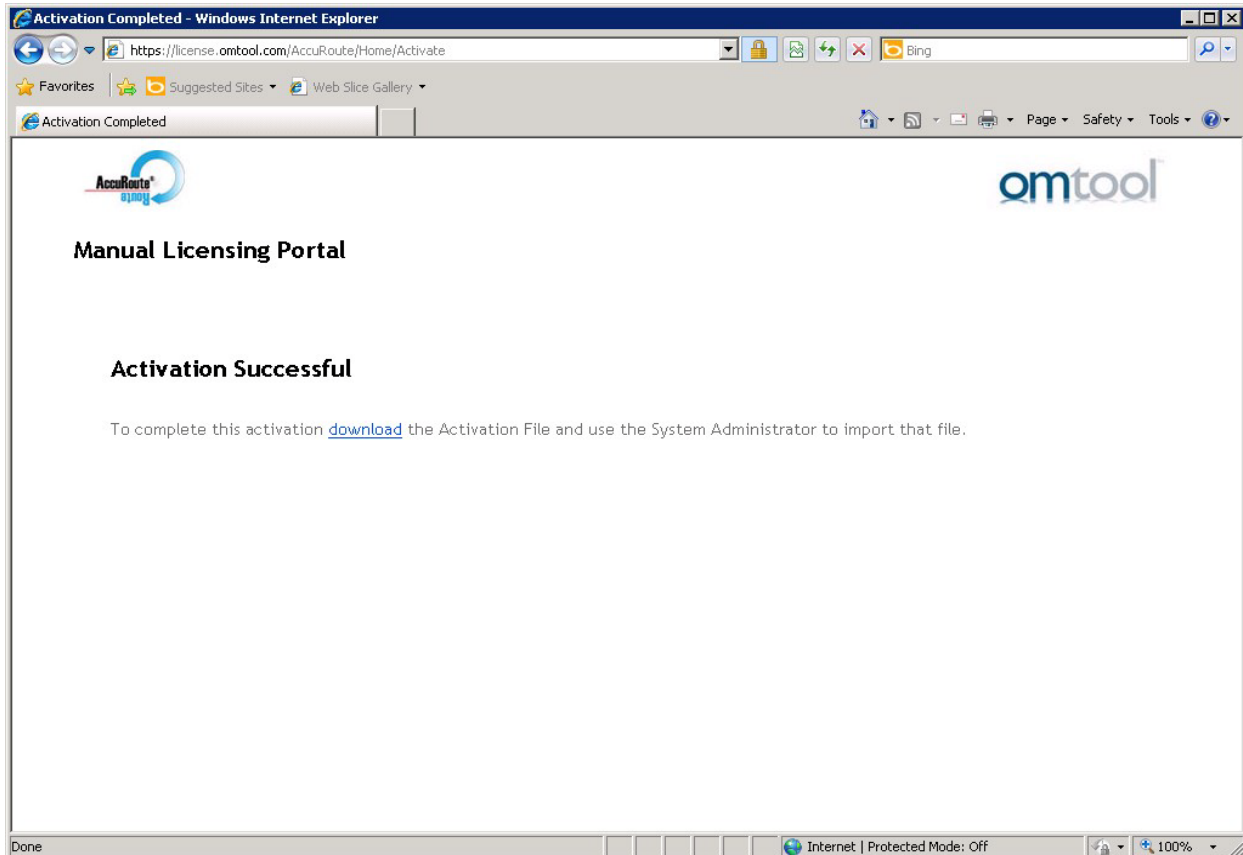 Activation Completed - Windows Internet Explorer
https://license.omtool.com/AccuRoute/Home/Activate
Bing
Favorites Suggested Sites Web Slice Gallery
Activation Completed
Page Safety Tools
AccuRoute
Route
omtool
Manual Licensing Portal
Activation Successful
To complete this activation download the Activation File and use the System Administrator to import that file.
Done
Internet | Protected Mode: Off
100%